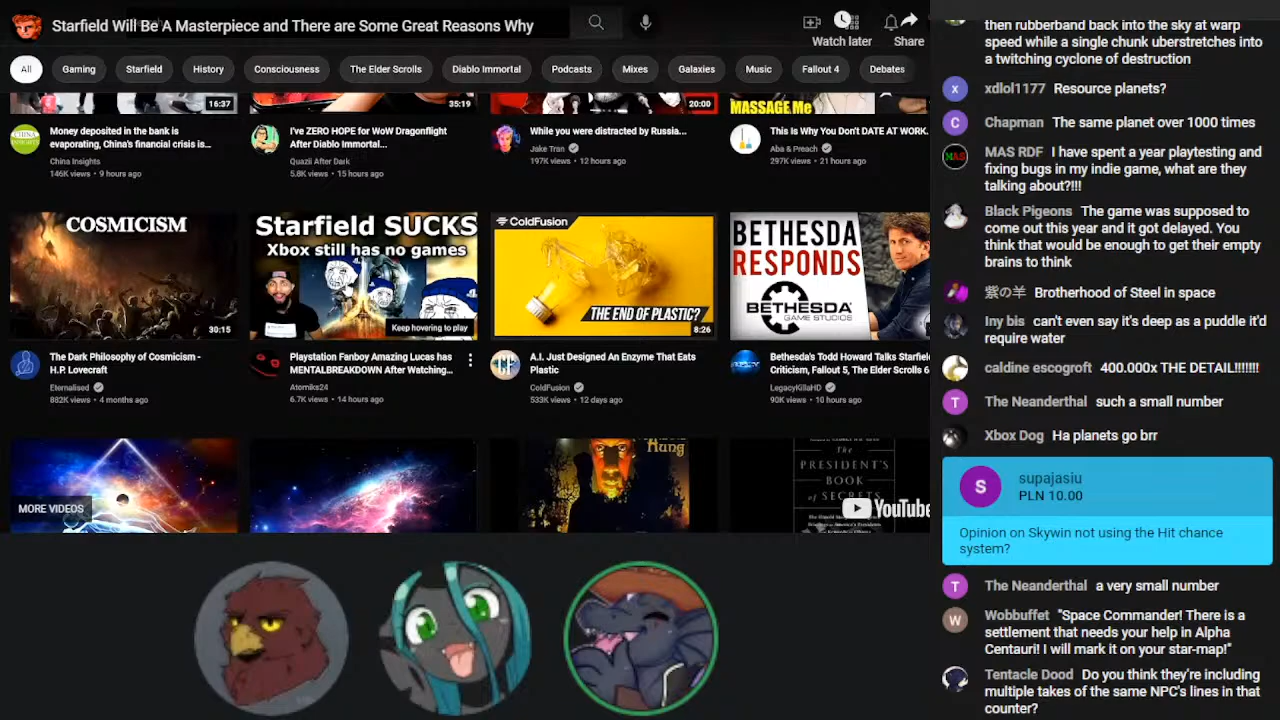 Starfield Will Be A Masterpiece and There are Some Great Reasons Why
Watch later
Share
All
Gaming
Starfield
History
Consciousness
The Elder Scrolls
Diablo Immortal
Podcasts
Mixes
Galaxies
Music
Fallout 4
Debates
16:37
35:19
20:00
MASSAGE Me
CHINA INSIGHTS
Money deposited in the bank is
evaporating, China's financial crisis is...
China Insights
146K views • 9 hours ago
I've ZERO HOPE for WoW Dragonflight
After Diablo Immortal...
Quazii After Dark
5.8K views • 15 hours ago
While you were distracted by Russia...
Jake Tran
197K views • 12 hours ago
This Is Why You Don't DATE AT WORK.
Aba & Preach
297K views • 21 hours ago
COSMICISM
30:15
Starfield SUCKS
Xbox still has no games
Keep hovering to play
ColdFusion
THE END OF PLASTIC?
8:26
BETHESDA
RESPONDS
BETHESDA
GAME STUDIOS
The Dark Philosophy of Cosmicism -
H.P. Lovecraft
Eternalised
882K views • 4 months ago
Playstation Fanboy Amazing Lucas has
MENTALBREAKDOWN After Watching...
Atomiks24
6.7K views • 14 hours ago
A.I. Just Designed An Enzyme That Eats
Plastic
ColdFusion
533K views • 12 days ago
Bethesda's Todd Howard Talks Starfiel
Criticism, Fallout 5, The Elder Scrolls 6
LegacyKillaHD
90K views • 10 hours ago
MORE VIDEOS
Hung
The
PRESIDENT'S
BOOK
of SECRETS
YouTube
then rubberband back into the sky at warp
speed while a single chunk uberstretches into
a twitching cyclone of destruction
x
xdlol1177 Resource planets?
C
Chapman The same planet over 1000 times
MAS
MAS RDF I have spent a year playtesting and
fixing bugs in my indie game, what are they
talking about?!!!
Black Pigeons The game was supposed to
come out this year and it got delayed. You
think that would be enough to get their empty
brains to think
紫の羊 Brotherhood of Steel in space
Iny bis can't even say it's deep as a puddle it'd
require water
caldine escogroft 400.000x THE DETAIL!!!!!!!
T
The Neanderthal such a small number
Xbox Dog Ha planets go brr
S
supajasiu
PLN 10.00
Opinion on Skywin not using the Hit chance
system?
T
The Neanderthal a very small number
W
Wobbuffet "Space Commander! There is a
settlement that needs your help in Alpha
Centauri! I will mark it on your star-map!"
Tentacle Dood Do you think they're including
multiple takes of the same NPC's lines in that
counter?